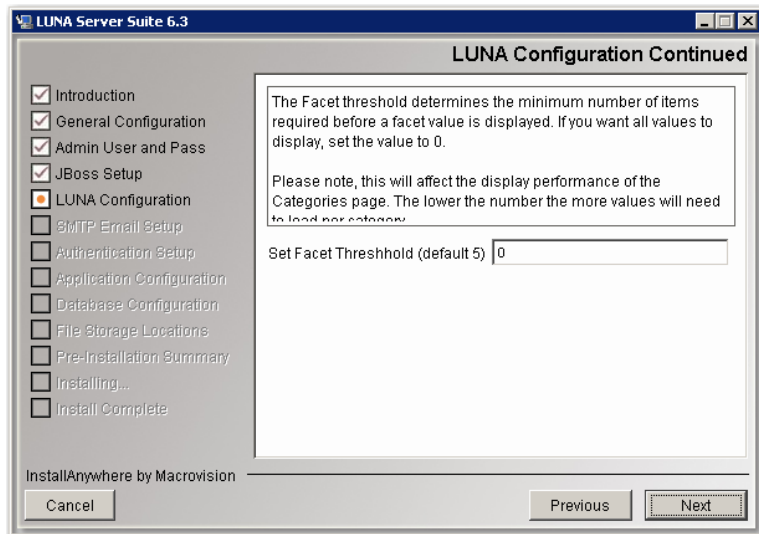 LUNA Server Suite 6.3
LUNA Configuration Continued
Introduction
General Configuration
Admin User and Pass
JBoss Setup
LUNA Configuration
SMTP Email Setup
Authentication Setup
Application Configuration
Database Configuration
File Storage Locations
Pre-Installation Summary
Installing...
Install Complete
The Facet threshold determines the minimum number of items
required before a facet value is displayed. If you want all values to
display, set the value to 0.
Please note, this will affect the display performance of the
Categories page. The lower the number the more values will need
to load per category.
Set Facet Threshhold (default 5) 0
InstallAnywhere by Macrovision
Cancel
Previous
Next